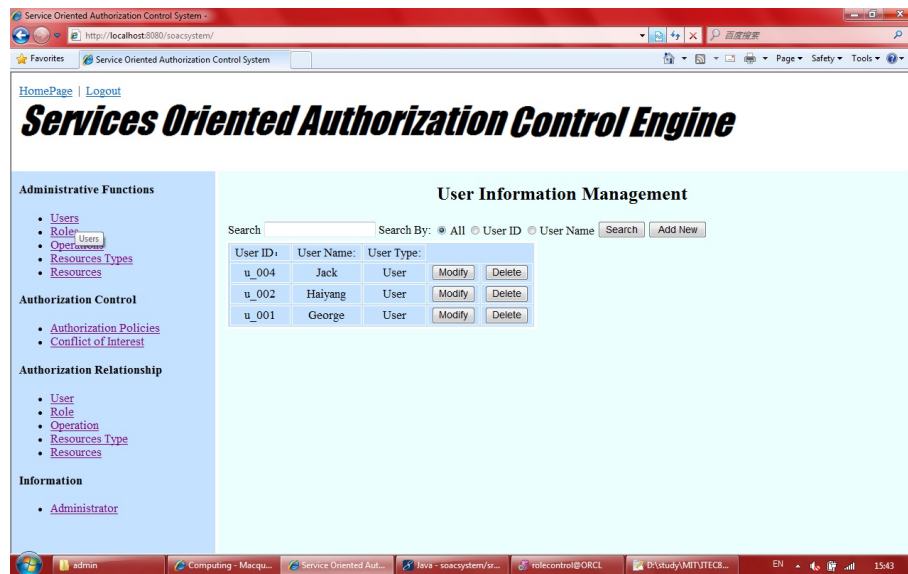 Service Oriented Authorization Control System -
http://localhost:8080/soacsystem/
百度搜索
Favorites
Service Oriented Authorization Control System
Page Safety Tools
HomePage | Logout
Services Oriented Authorization Control Engine
Administrative Functions
Users
Roles
Users
Operations
Resources Types
Resources
Authorization Control
Authorization Policies
Conflict of Interest
Authorization Relationship
User
Role
Operation
Resources Type
Resources
Information
Administrator
User Information Management
Search Search By: All User ID User Name Search Add New
User ID: User Name: User Type:
u_004 Jack User Modify Delete
u_002 Haiyang User Modify Delete
u_001 George User Modify Delete
admin Computing - Macqu... Service Oriented Aut... Java - soacsystem/sr... rolecontrol@ORCL D:\study\MIT\ITEC8... EN 15:43